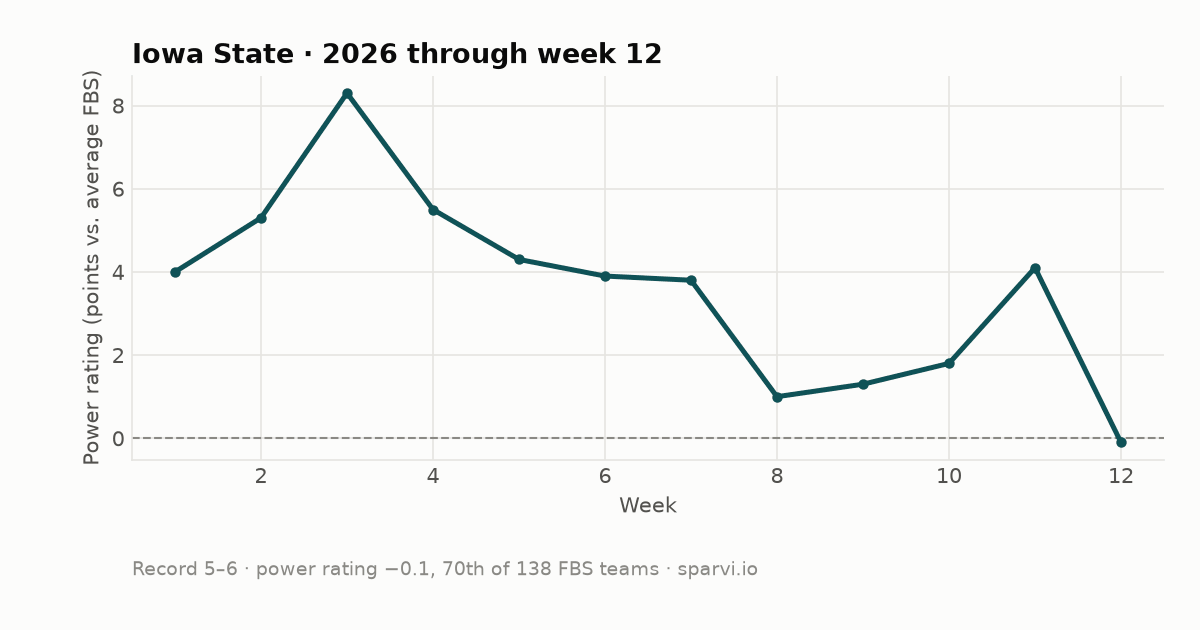 Iowa State · 2026 through week 12
Power rating (points vs. average FBS)
8
6
4
2
0
2 4 6 8 10 12
Week
Record 5–6 · power rating −0.1, 70th of 138 FBS teams · sparvi.io